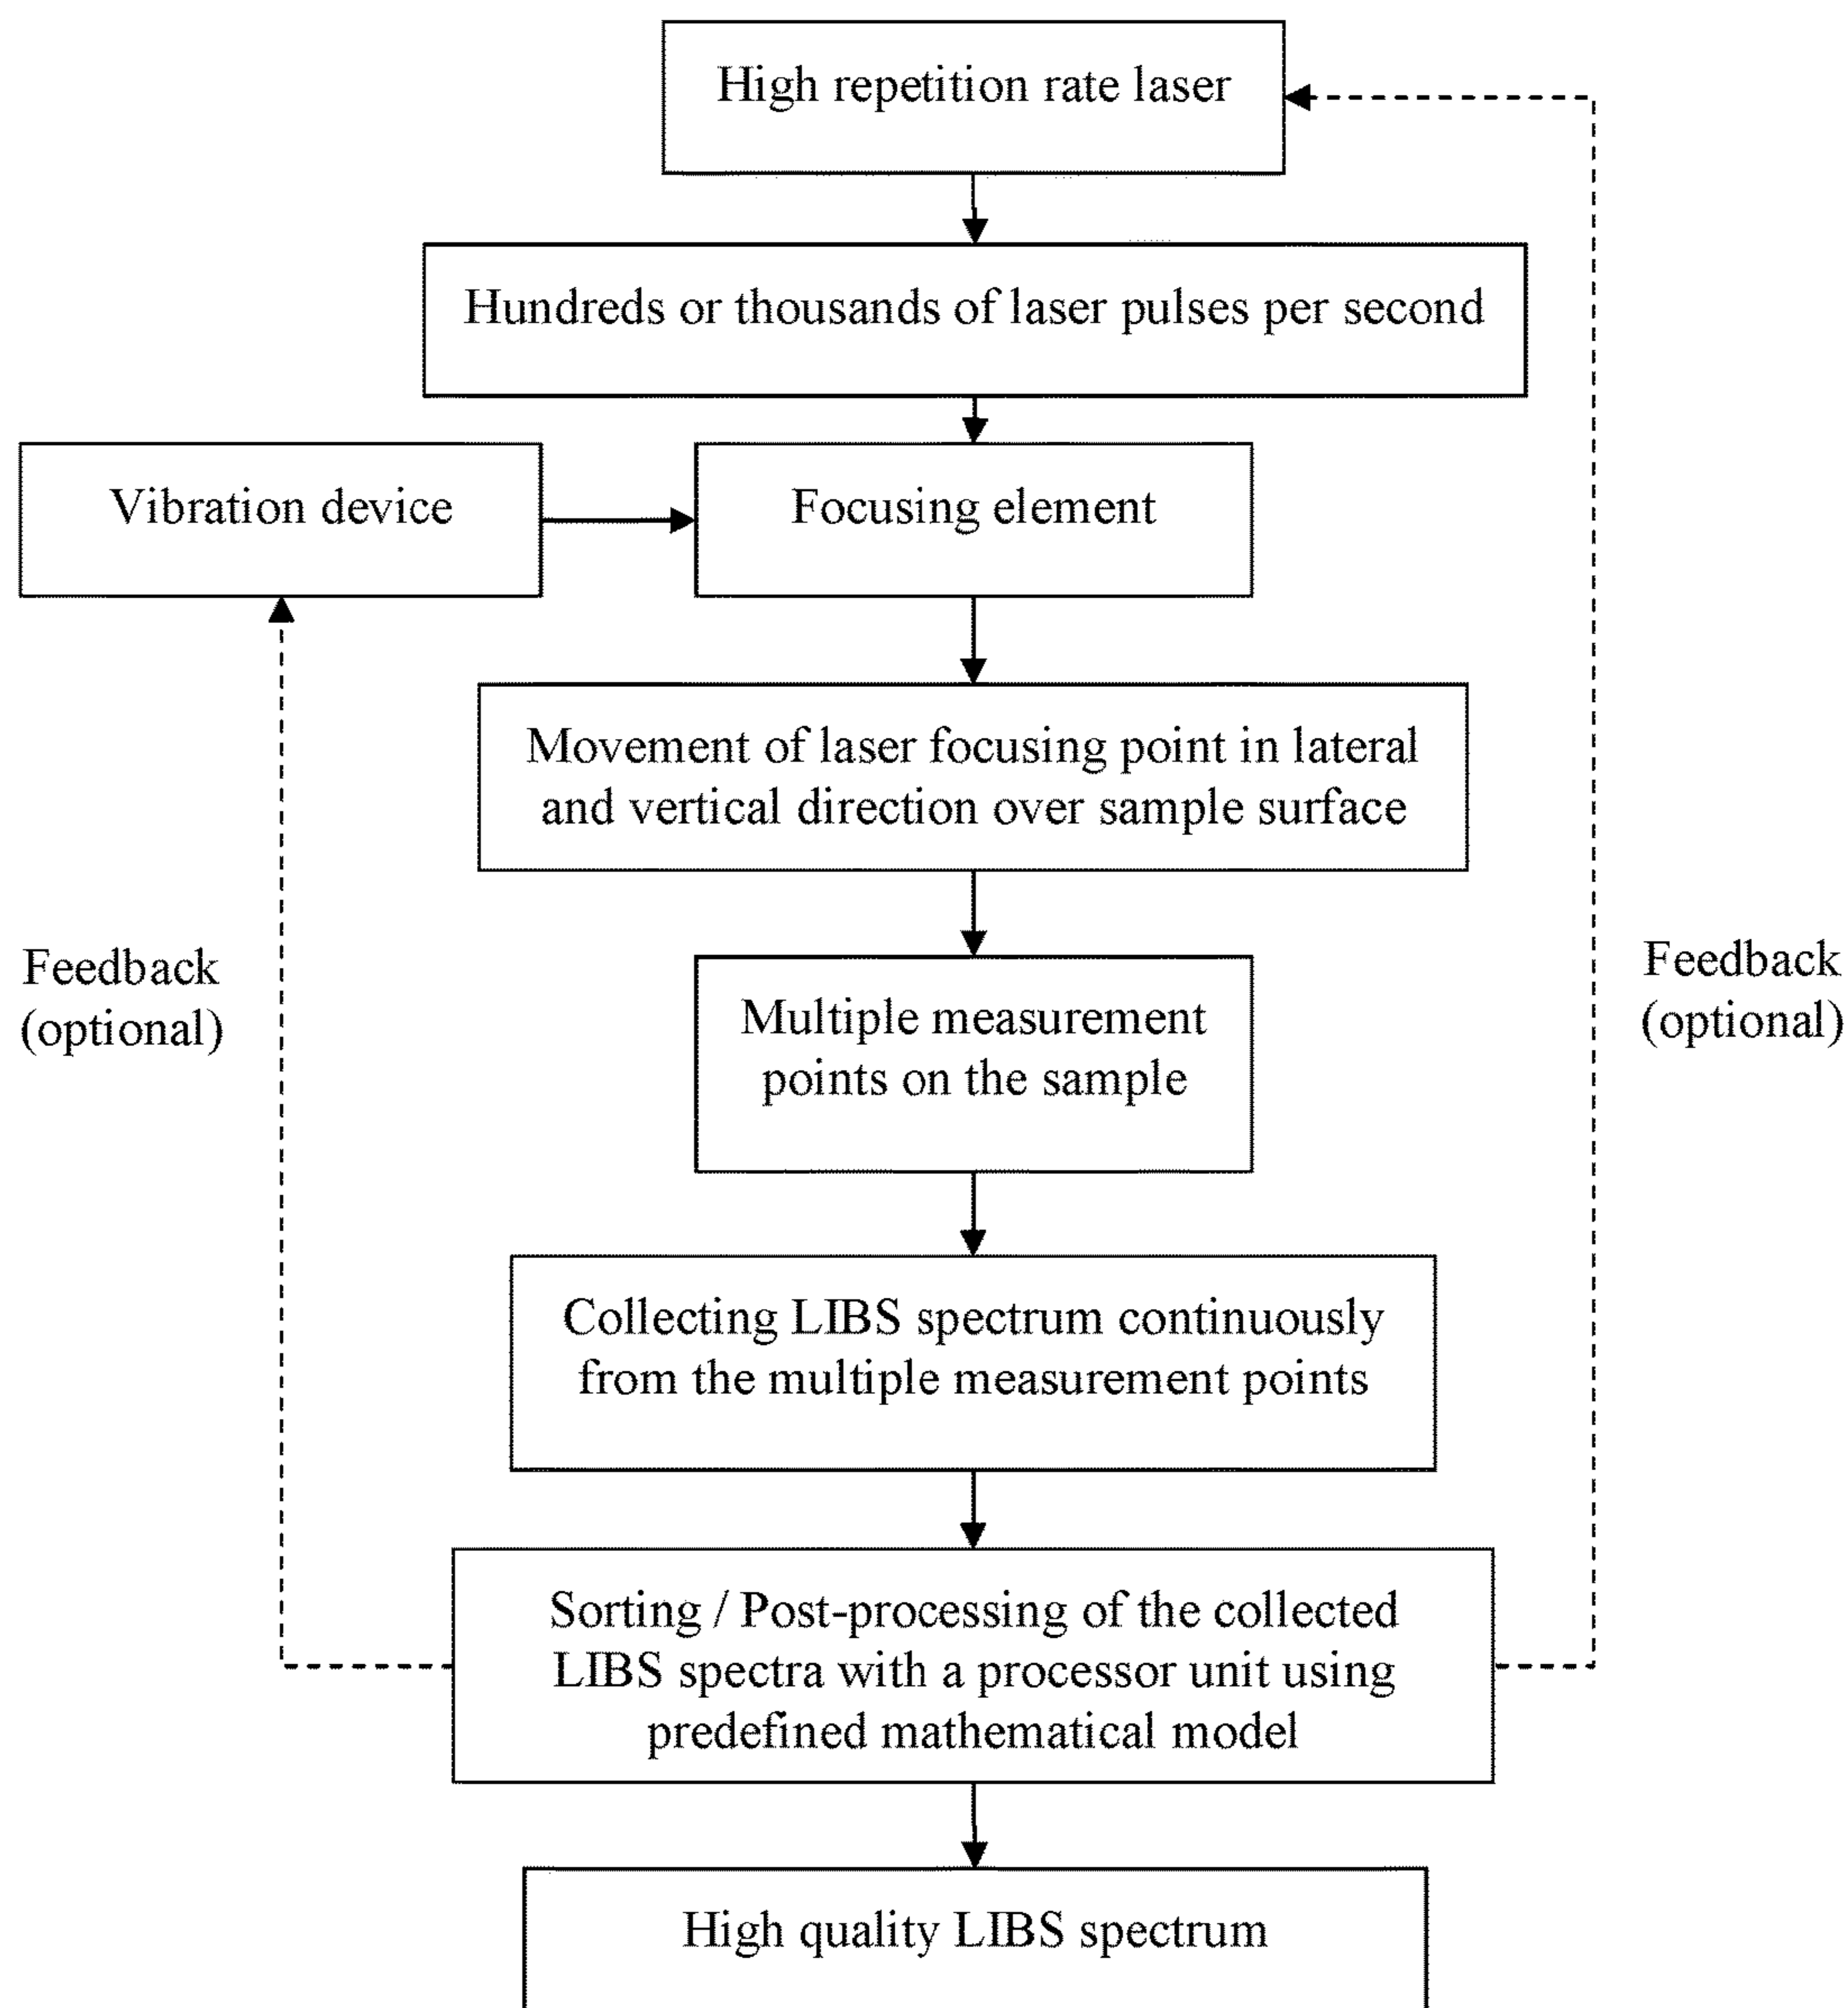 High repetition rate laser
Hundreds or thousands of laser pulses per second
Vibration device
Focusing element
Movement of laser focusing point in lateral
and vertical direction over sample surface
Feedback
(optional)
Multiple measurement
points on the sample
Feedback
(optional)
Collecting LIBS spectrum continuously
from the multiple measurement points
Sorting / Post-processing of the collected
LIBS spectra with a processor unit using
predefined mathematical model
High quality LIBS spectrum